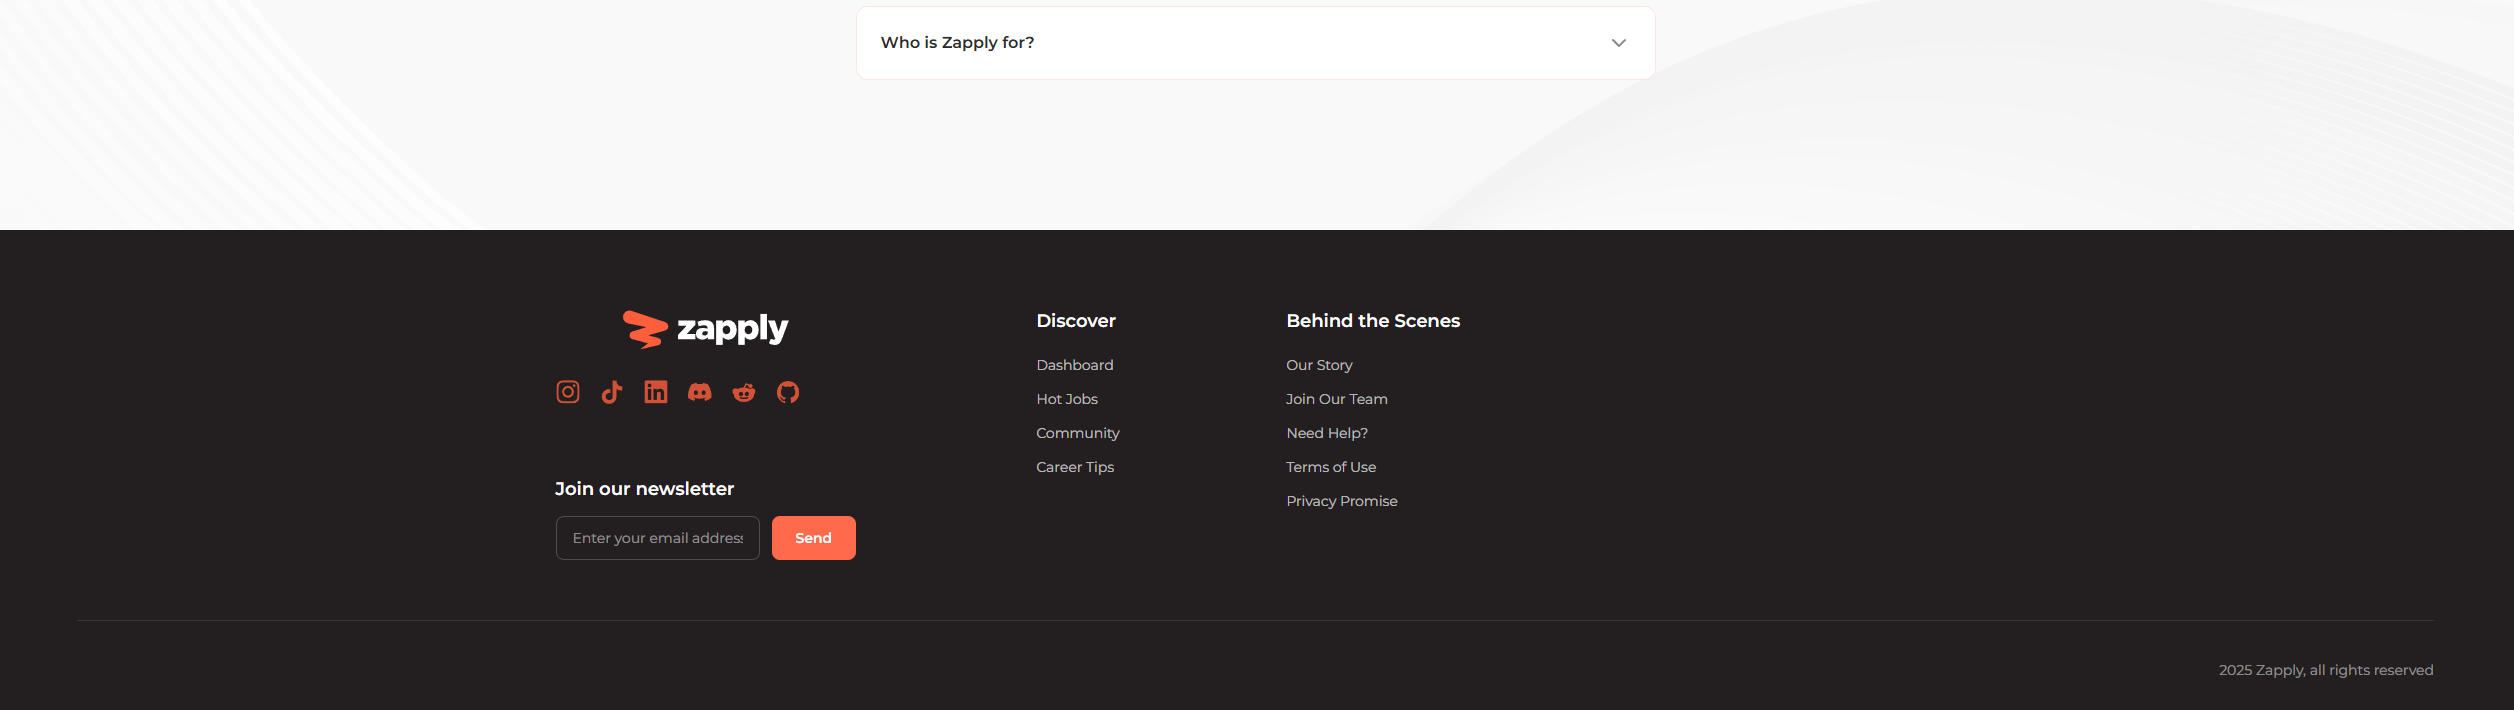 Who is Zapply for?
zapply
Join our newsletter
Enter your email address
Send
Discover
Dashboard
Hot Jobs
Community
Career Tips
Behind the Scenes
Our Story
Join Our Team
Need Help?
Terms of Use
Privacy Promise
2025 Zapply, all rights reserved